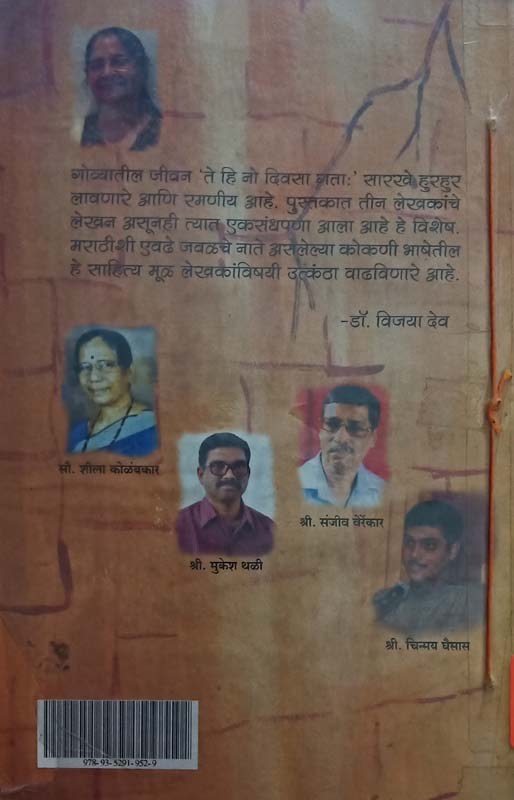 गोव्यातील जीवन 'ते हि नो दिवसा गताः' सारखे हुरहुर
लावणारे आणि रमणीय आहे. पुस्तकात तीन लेखकांचे
लेखन असूनही त्यात एकसंधपणा आला आहे हे विशेष.
मराठीशी एवढे जवळचे नाते असलेल्या कोकणी भाषेतील
हे साहित्य मूळ लेखकांविषयी उत्कंठा वाढविणारे आहे.
-डॉ. विजया देव
सौ. शीला कोळंबकार
श्री. संजीव वेरेंकार
श्री. मुकेश थळी
श्री. चिन्मय घैसास
978-93-5291-952-9